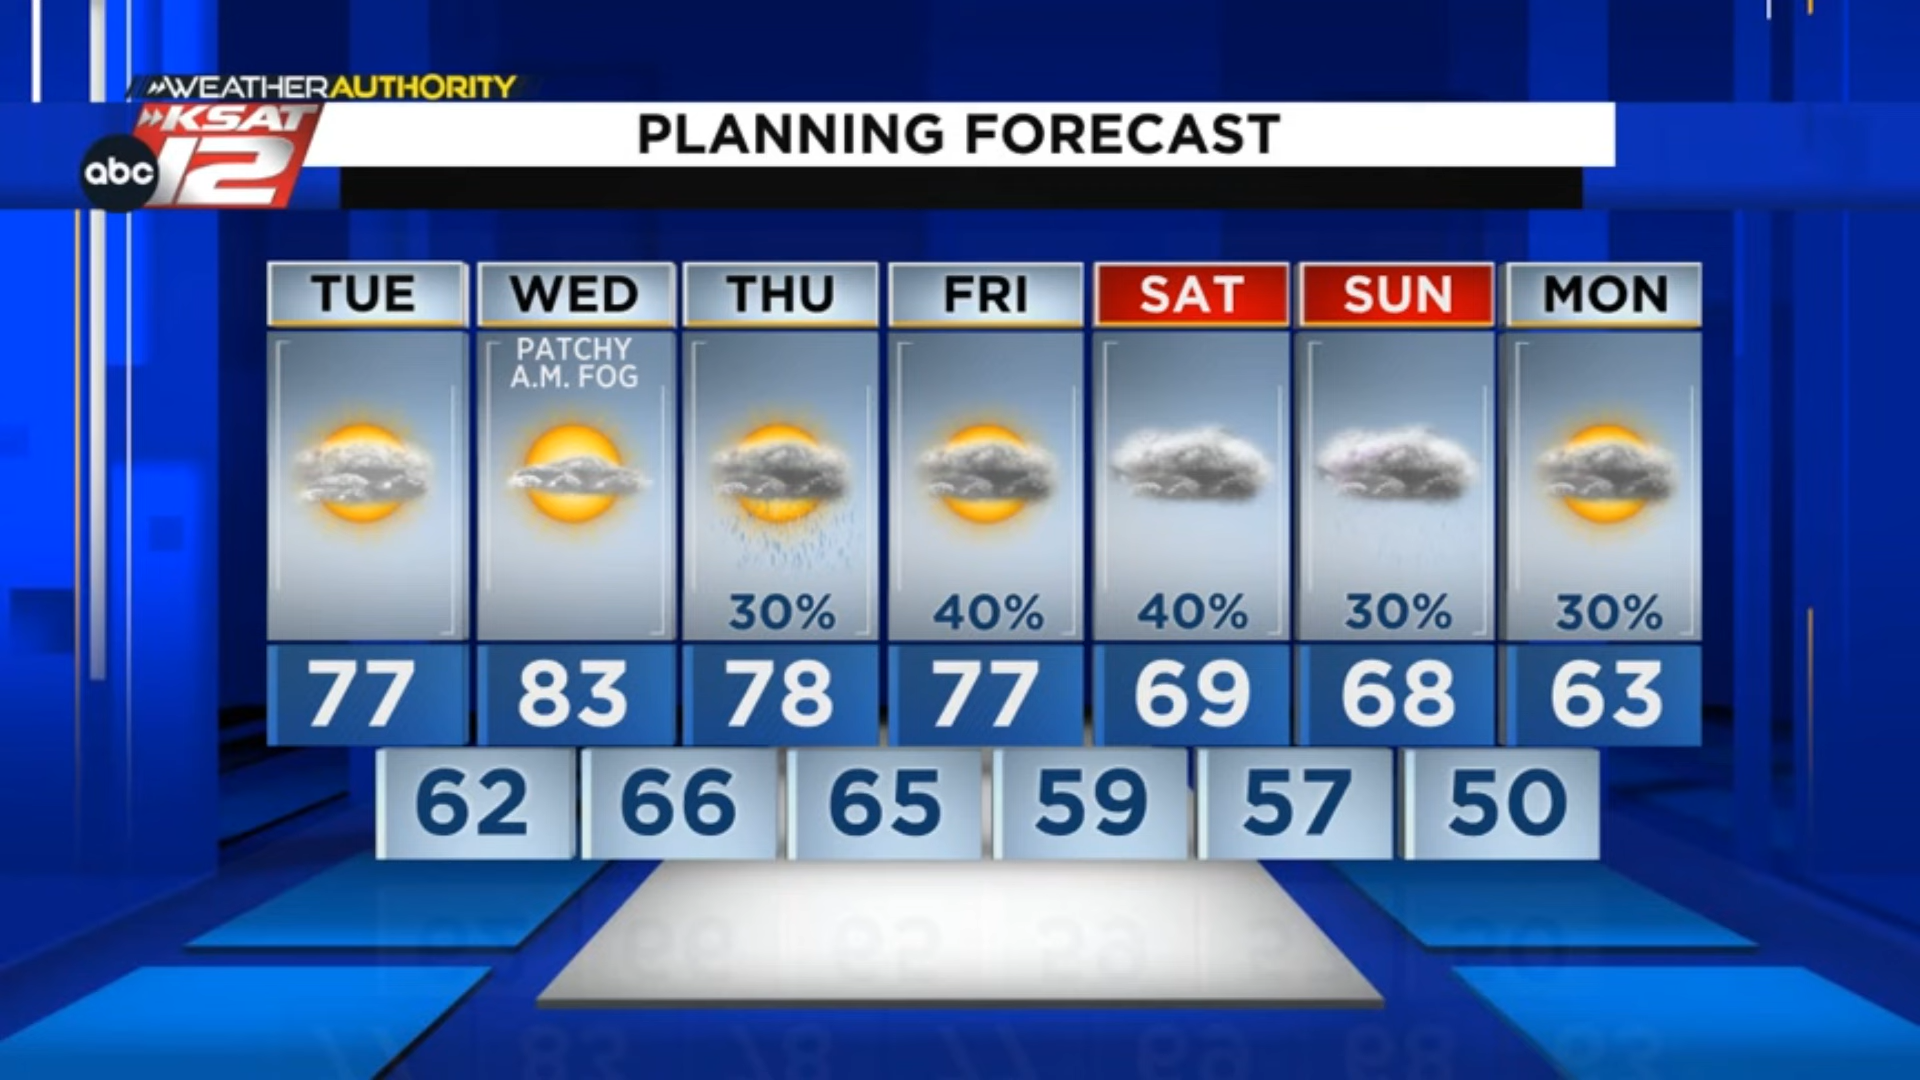 WEATHERAUTHORITY
KSAT
abc 12
PLANNING FORECAST
TUE WED THU FRI SAT SUN MON
PATCHY
A.M. FOG
30% 40% 40% 30% 30%
77 83 78 77 69 68 63
62 66 65 59 57 50